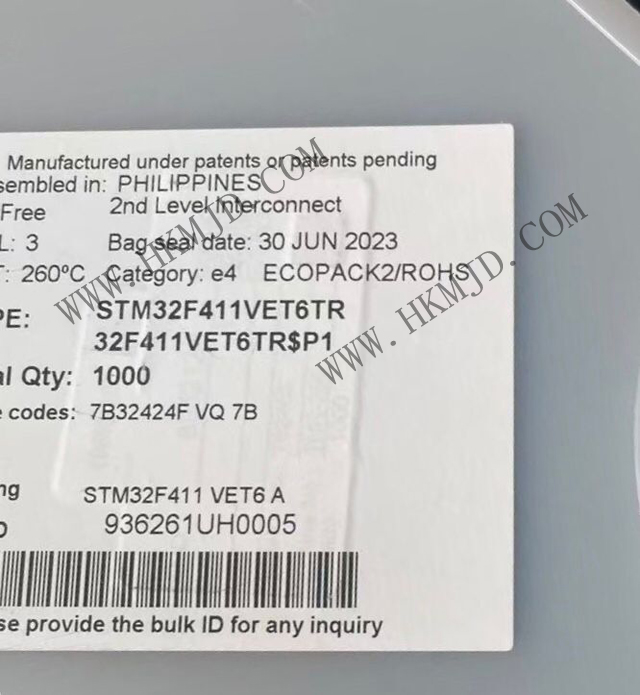 Manufactured under patents or patents pending
sembled in: PHILIPPINES
Free 2nd Level Interconnect
L: 3 Bag seal date: 30 JUN 2023
T: 260ºC Category: e4 ECOPACK2/ROHS
PE: STM32F411VET6TR
32F411VET6TR$P1
al Qty: 1000
e codes: 7B32424F VQ 7B
ng STM32F411 VET6 A
D 936261UH0005
se provide the bulk ID for any inquiry
WWW.HKMJD.COM
WWW.HKMJD.COM